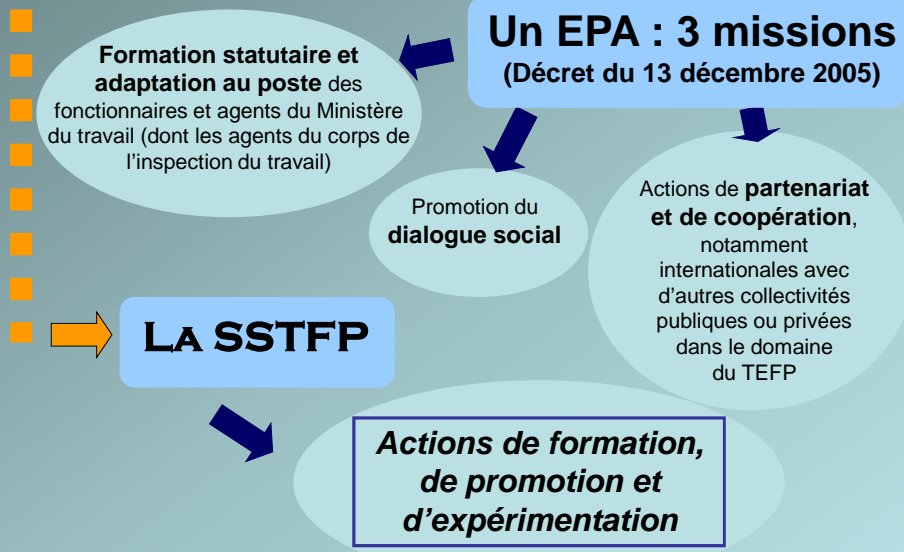 Un EPA : 3 missions
(Décret du 13 décembre 2005)
Formation statutaire et
adaptation au poste des
fonctionnaires et agents du Ministère
du travail (dont les agents du corps de
l'inspection du travail)
Promotion du
dialogue social
Actions de partenariat
et de coopération,
notamment
internationales avec
d'autres collectivités
publiques ou privées
dans le domaine
du TEFP
LA SSTFP
Actions de formation,
de promotion et
d'expérimentation